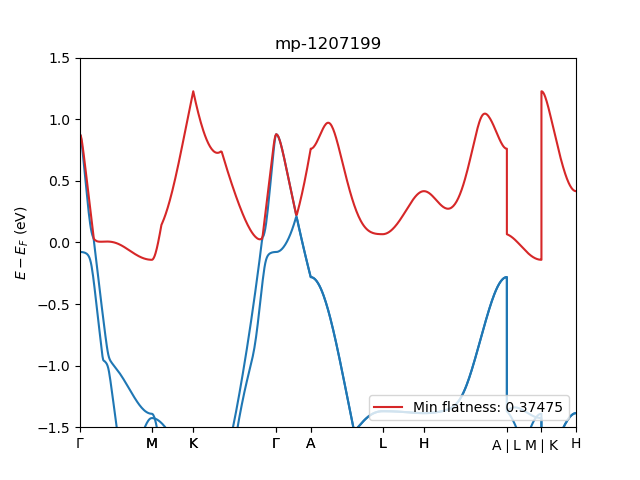 mp-1207199
1.5
1.0
0.5
0.0
−0.5
−1.0
−1.5
E − E_F (eV)
Min flatness: 0.37475
Γ M K Γ A L H A | L M | K H